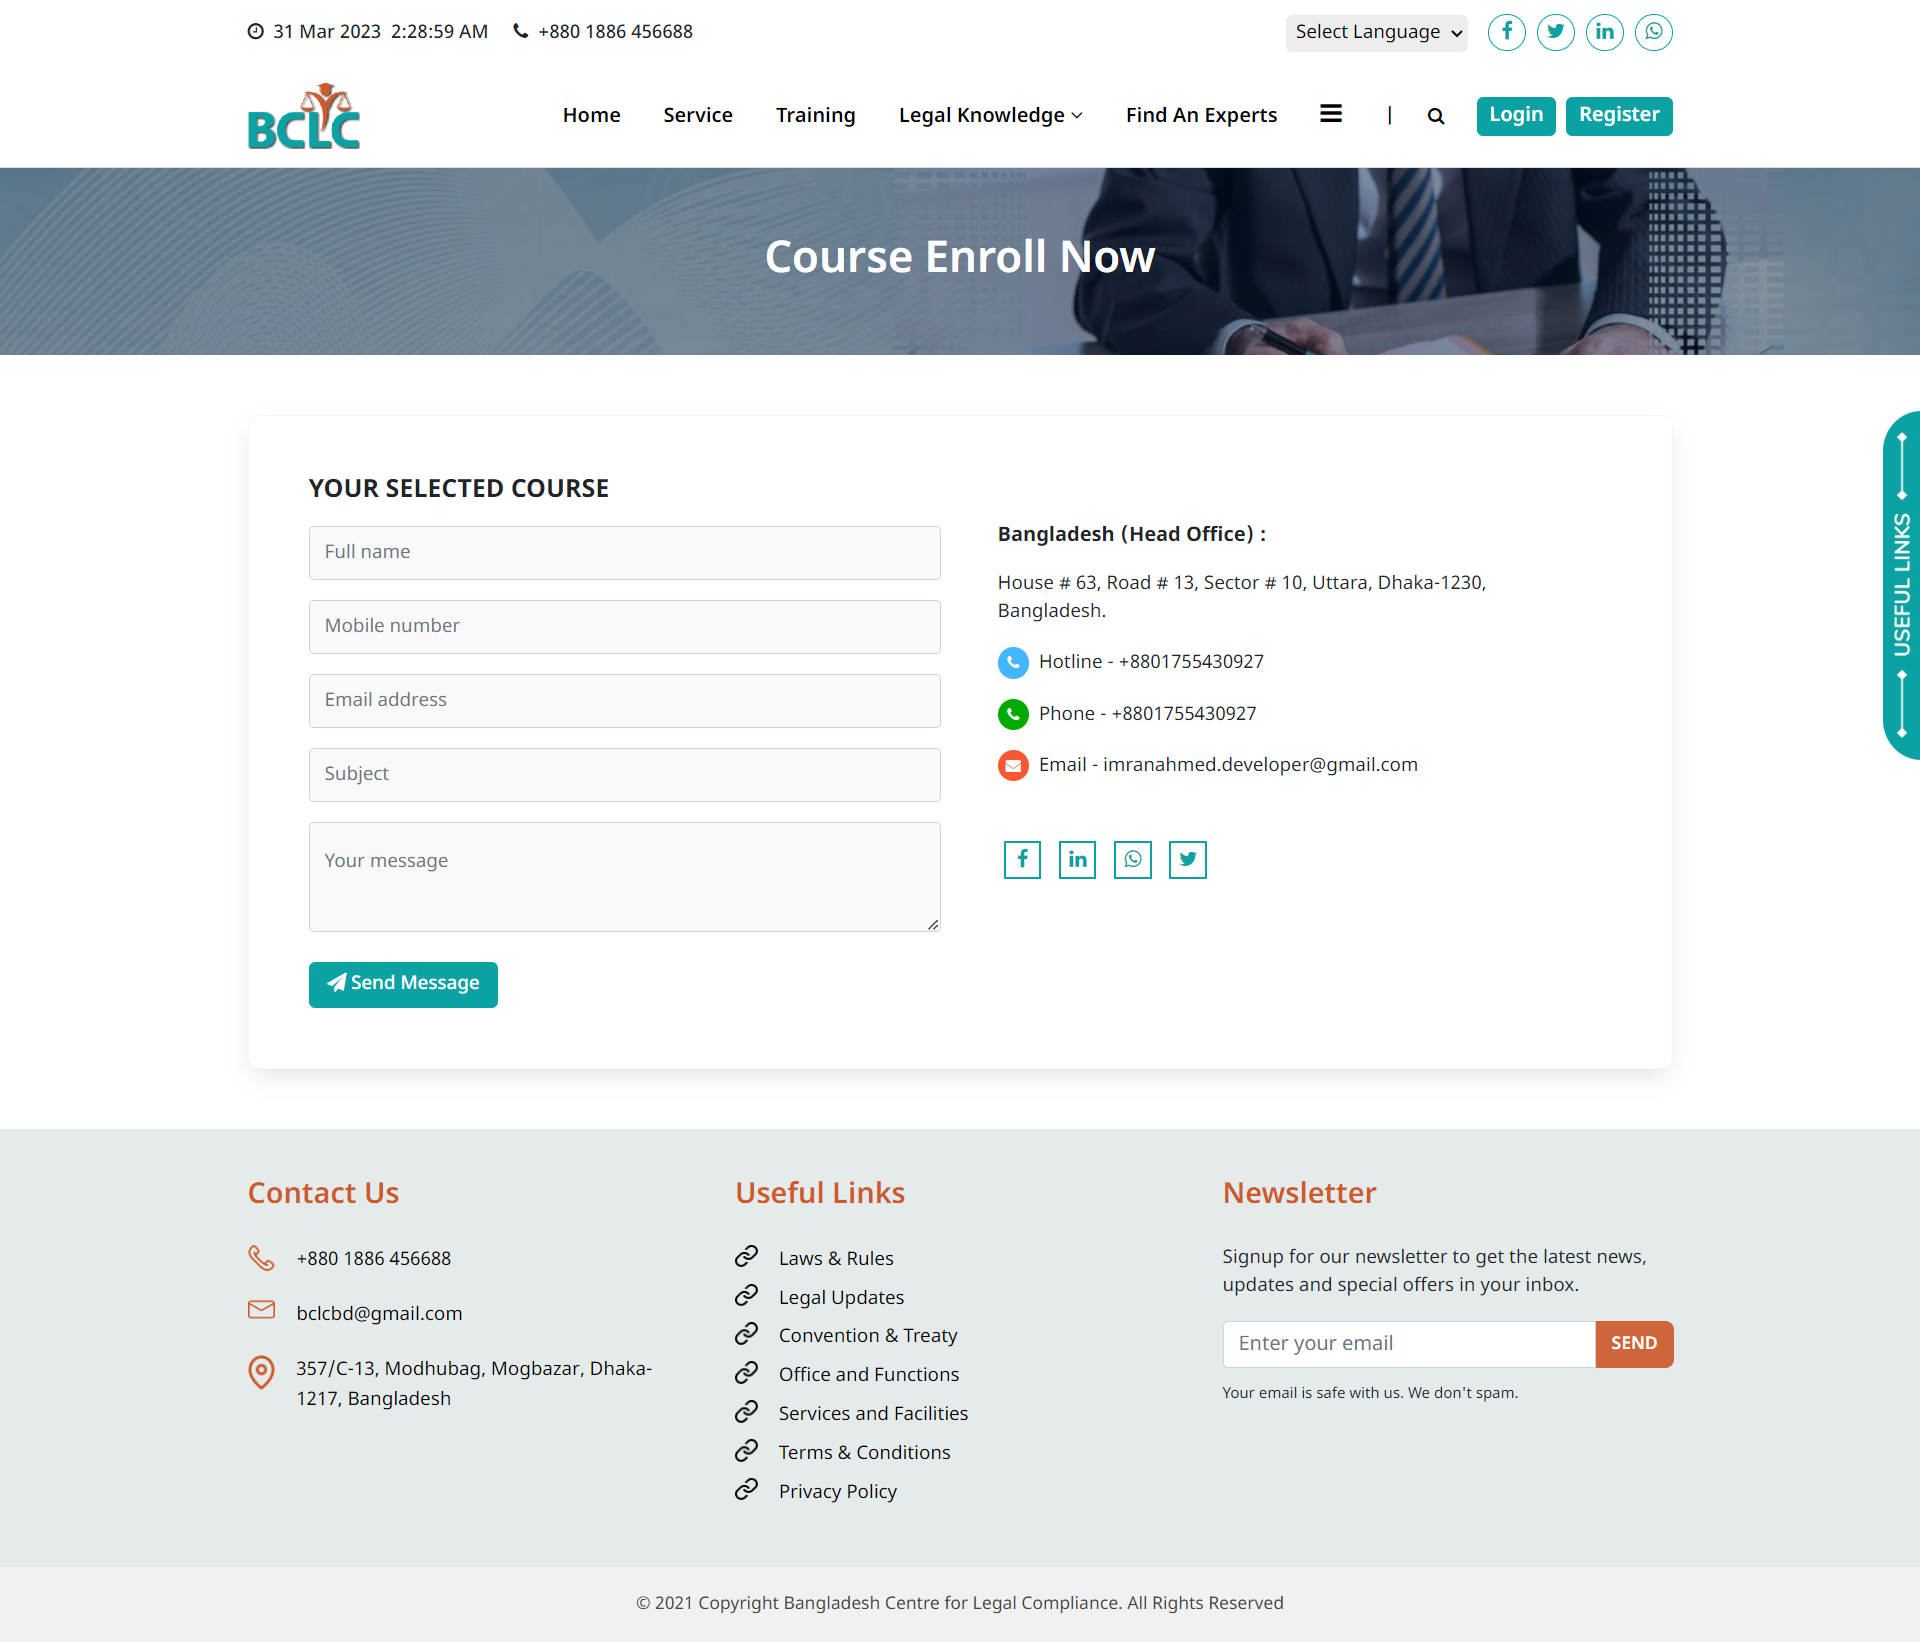 31 Mar 2023 2:28:59 AM
+880 1886 456688
Select Language
BCLC
Home
Service
Training
Legal Knowledge
Find An Experts
|
Login
Register
Course Enroll Now
YOUR SELECTED COURSE
Full name
Mobile number
Email address
Subject
Your message
Send Message
Bangladesh (Head Office) :
House # 63, Road # 13, Sector # 10, Uttara, Dhaka-1230,
Bangladesh.
Hotline - +8801755430927
Phone - +8801755430927
Email - imranahmed.developer@gmail.com
USEFUL LINKS
Contact Us
+880 1886 456688
bclcbd@gmail.com
357/C-13, Modhubag, Mogbazar, Dhaka-
1217, Bangladesh
Useful Links
Laws & Rules
Legal Updates
Convention & Treaty
Office and Functions
Services and Facilities
Terms & Conditions
Privacy Policy
Newsletter
Signup for our newsletter to get the latest news,
updates and special offers in your inbox.
Enter your email
SEND
Your email is safe with us. We don't spam.
© 2021 Copyright Bangladesh Centre for Legal Compliance. All Rights Reserved